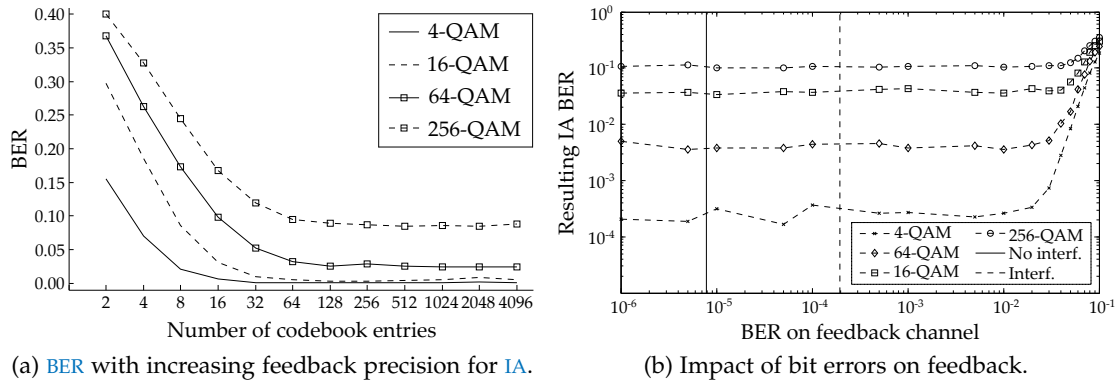 0.40
0.35
0.30
0.25
0.20
0.15
0.10
0.05
0.00
BER
2 4 8 16 32 64 128 256 512 1024 2048 4096
Number of codebook entries
4-QAM
16-QAM
64-QAM
256-QAM
(a) BER with increasing feedback precision for IA.
10^0
10^-1
10^-2
10^-3
10^-4
Resulting IA BER
10^-6 10^-5 10^-4 10^-3 10^-2 10^-1
BER on feedback channel
4-QAM
64-QAM
16-QAM
256-QAM
No interf.
Interf.
(b) Impact of bit errors on feedback.